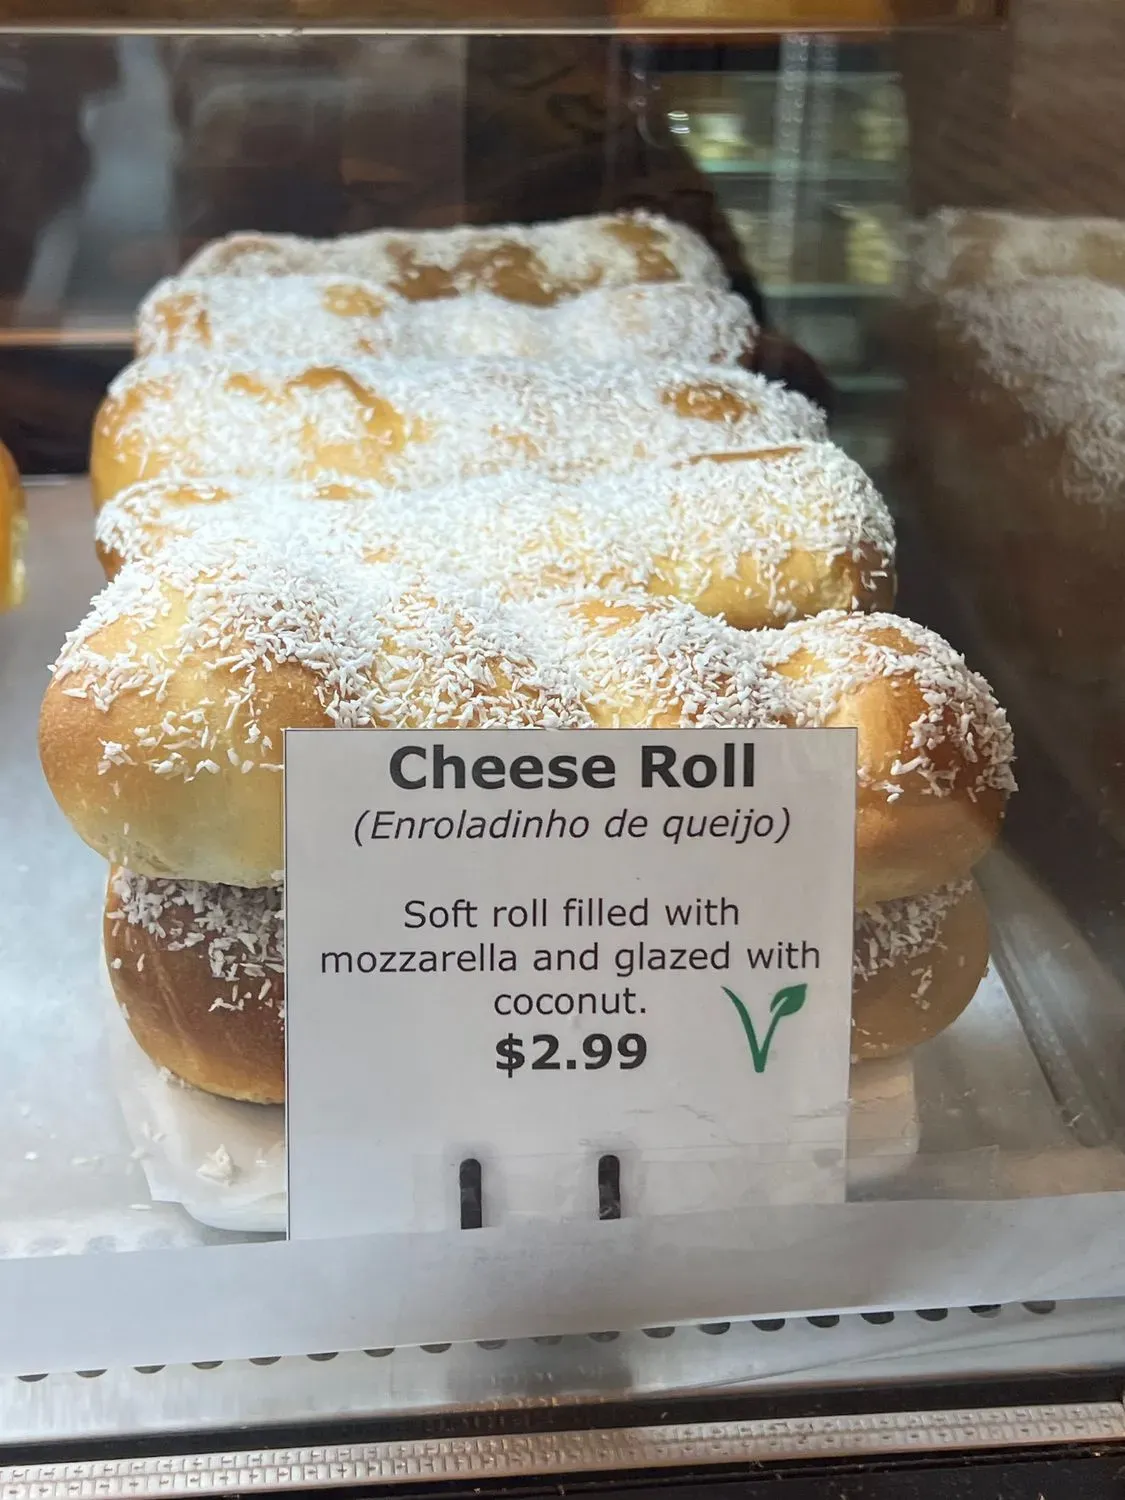 Cheese Roll
(Enroladinho de queijo)
Soft roll filled with
mozzarella and glazed with
coconut.
$2.99